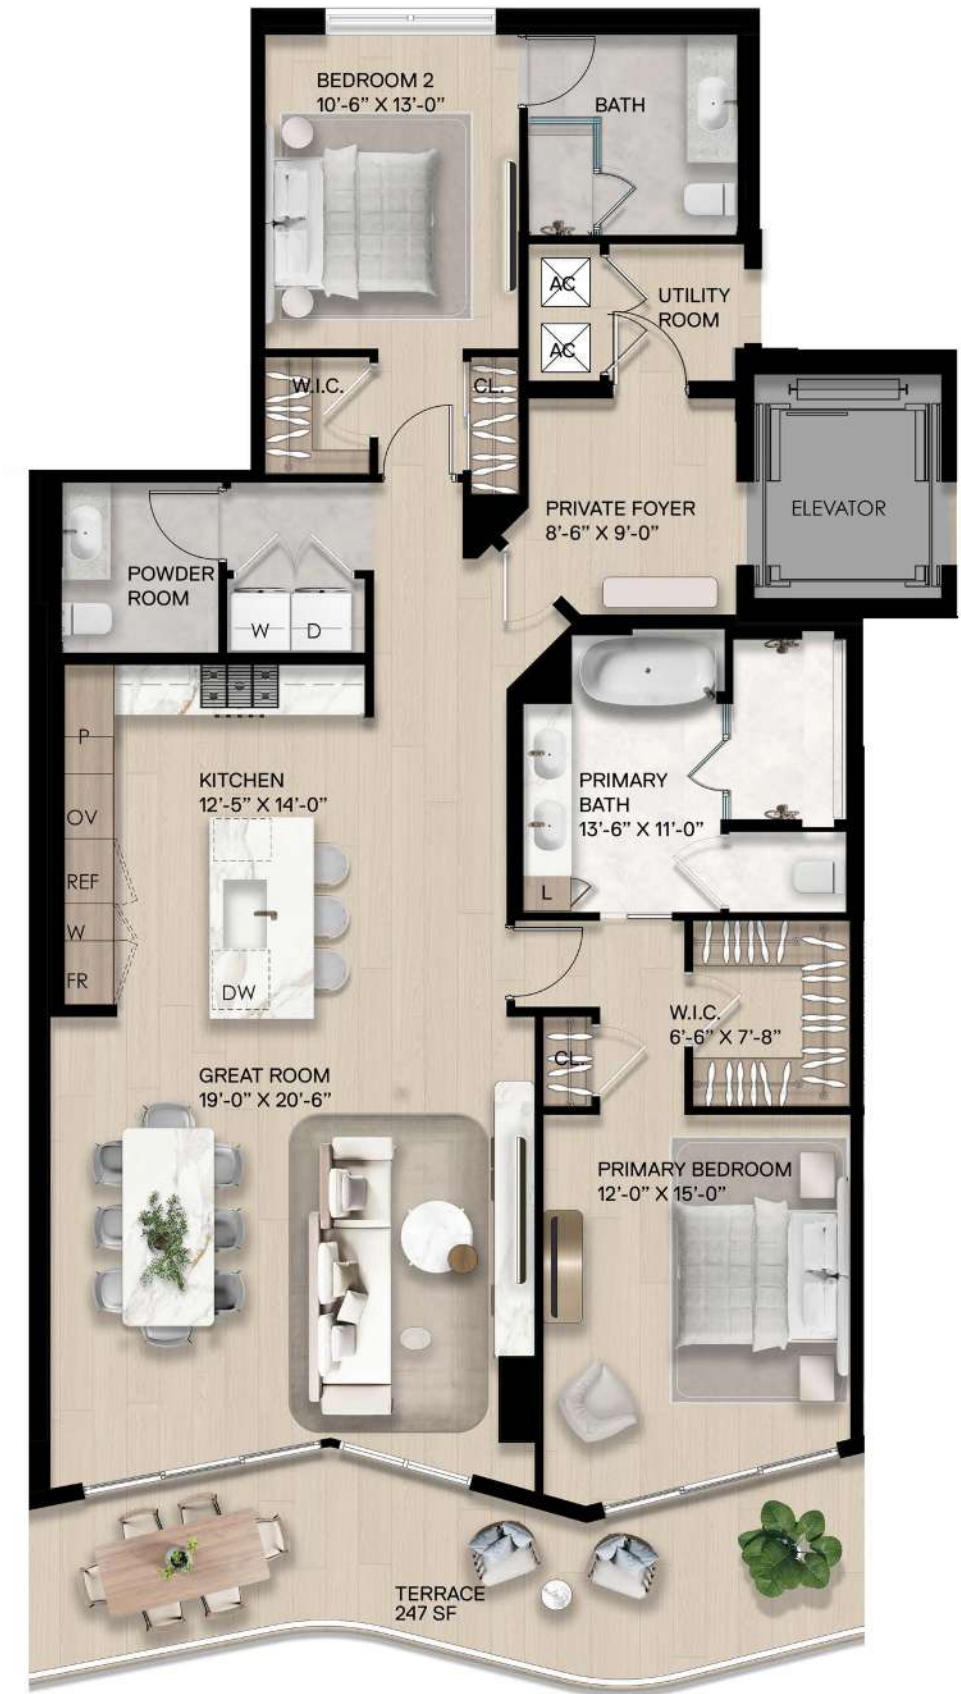 BEDROOM 2
10'-6" X 13'-0"
BATH
AC
UTILITY
ROOM
AC
W.I.C.
CL.
PRIVATE FOYER
8'-6" X 9'-0"
ELEVATOR
POWDER
ROOM
W
D
P
KITCHEN
12'-5" X 14'-0"
OV
REF
W
FR
DW
PRIMARY
BATH
13'-6" X 11'-0"
L
W.I.C.
6'-6" X 7'-8"
CL.
GREAT ROOM
19'-0" X 20'-6"
PRIMARY BEDROOM
12'-0" X 15'-0"
TERRACE
247 SF